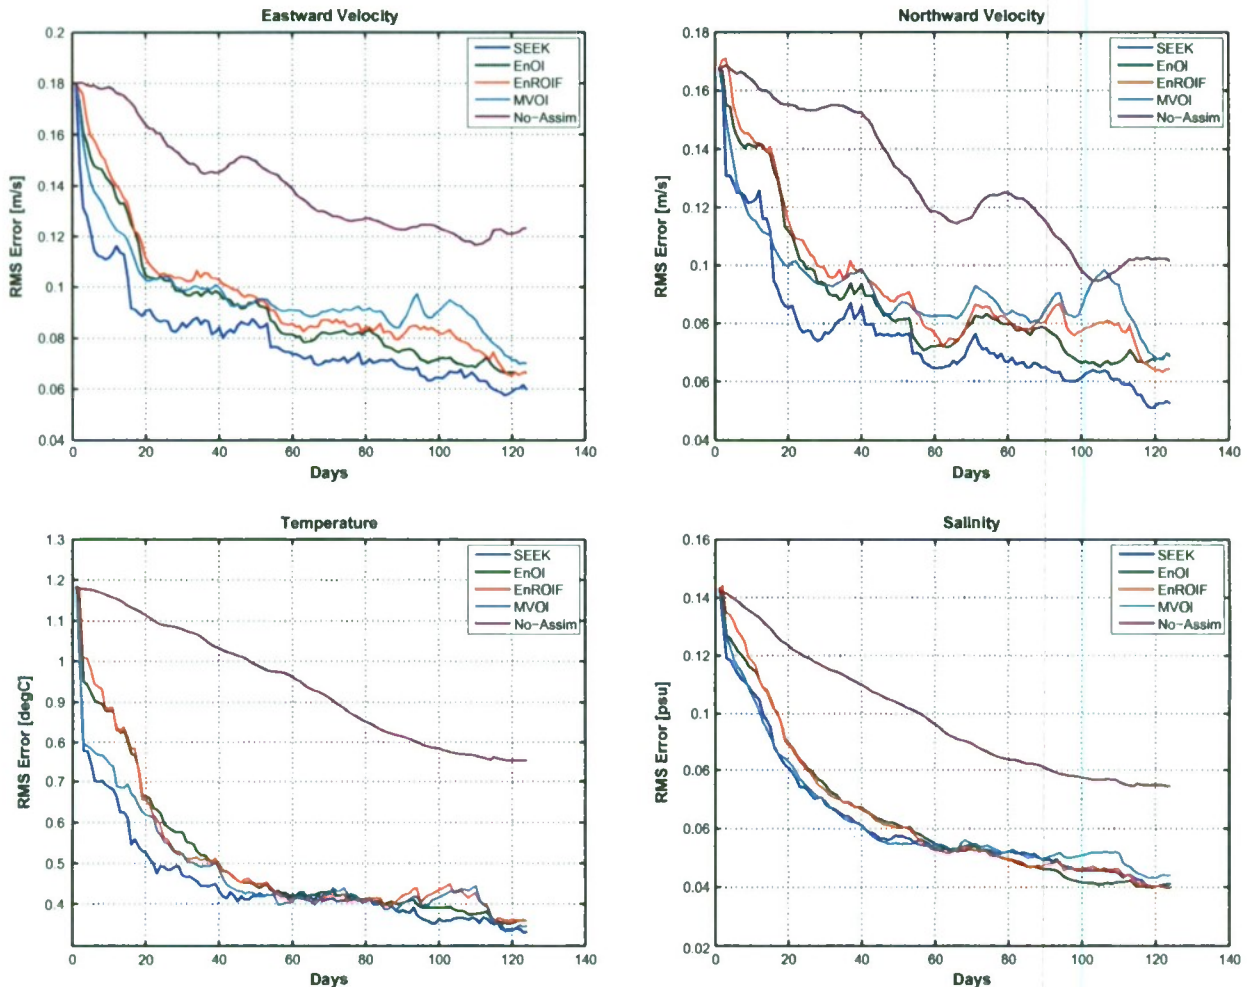 Eastward Velocity
0.2
0.18
0.16
0.14
0.12
0.1
0.08
0.06
0.04
RMS Error [m/s]
SEEK
EnOI
EnROIF
MVOI
No-Assim
0 20 40 60 80 100 120 140
Days
Northward Velocity
0.18
0.16
0.14
0.12
0.1
0.08
0.06
0.04
RMS Error [m/s]
SEEK
EnOI
EnROIF
MVOI
No-Assim
0 20 40 60 80 100 120 140
Days
Temperature
1.3
1.2
1.1
1
0.9
0.8
0.7
0.6
0.5
0.4
RMS Error [degC]
SEEK
EnOI
EnROIF
MVOI
No-Assim
0 20 40 60 80 100 120 140
Days
Salinity
0.16
0.14
0.12
0.1
0.08
0.06
0.04
0.02
RMS Error [psu]
SEEK
EnOI
EnROIF
MVOI
No-Assim
0 20 40 60 80 100 120 140
Days